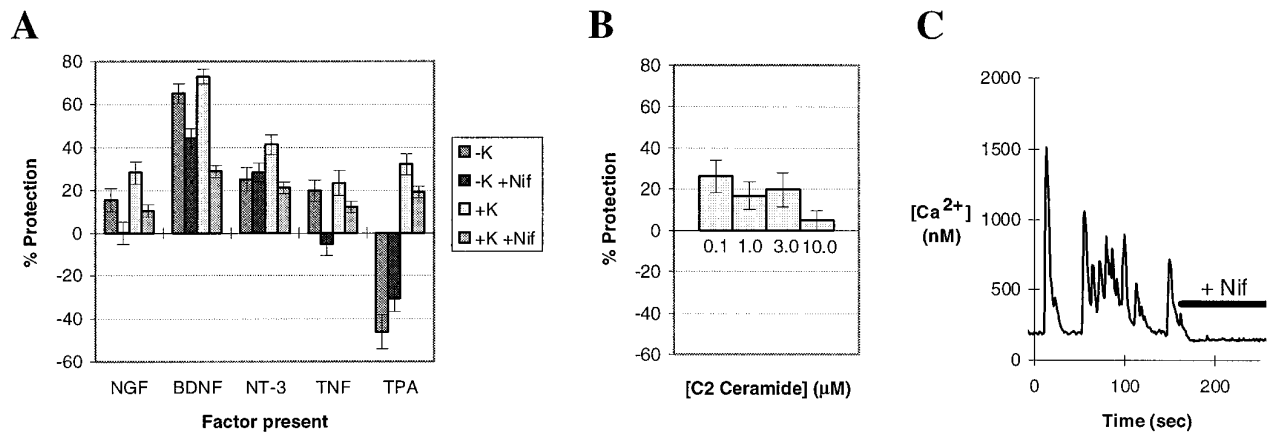 A
80
60
40
20
0
-20
-40
-60
% Protection
NGF BDNF NT-3 TNF TPA
Factor present
-K
-K +Nif
+K
+K +Nif
B
80
60
40
20
0
-20
-40
-60
% Protection
0.1 1.0 3.0 10.0
[C2 Ceramide] (μM)
C
2000
1500
1000
500
0
[Ca2+]
(nM)
+ Nif
0 100 200
Time (sec)